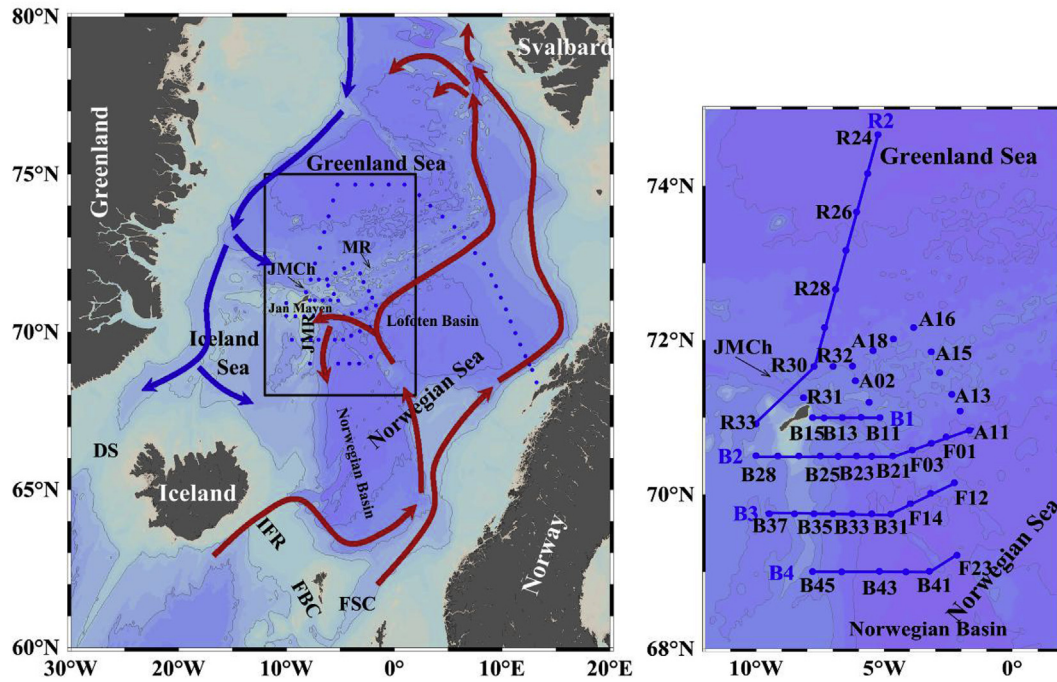 80°N
75°N
70°N
65°N
60°N
30°W
20°W
10°W
0°
10°E
20°E
Svalbard
Greenland
Greenland Sea
MR
JMCh
Jan Mayen
JMR
Lofoten Basin
Iceland
Sea
Norwegian Sea
Norwegian Basin
DS
Iceland
IFR
FBC
FSC
Norway
74°N
72°N
70°N
68°N
10°W
5°W
0°
R2
R24
Greenland Sea
R26
R28
A16
A18
A15
JMCh
R30
R32
A02
A13
R31
R33
B1
B15
B13
B11
A11
B2
F01
F03
B28
B25
B23
B21
F12
B3
F14
B37
B35
B33
B31
F23
B4
B45
B43
B41
Norwegian Sea
Norwegian Basin